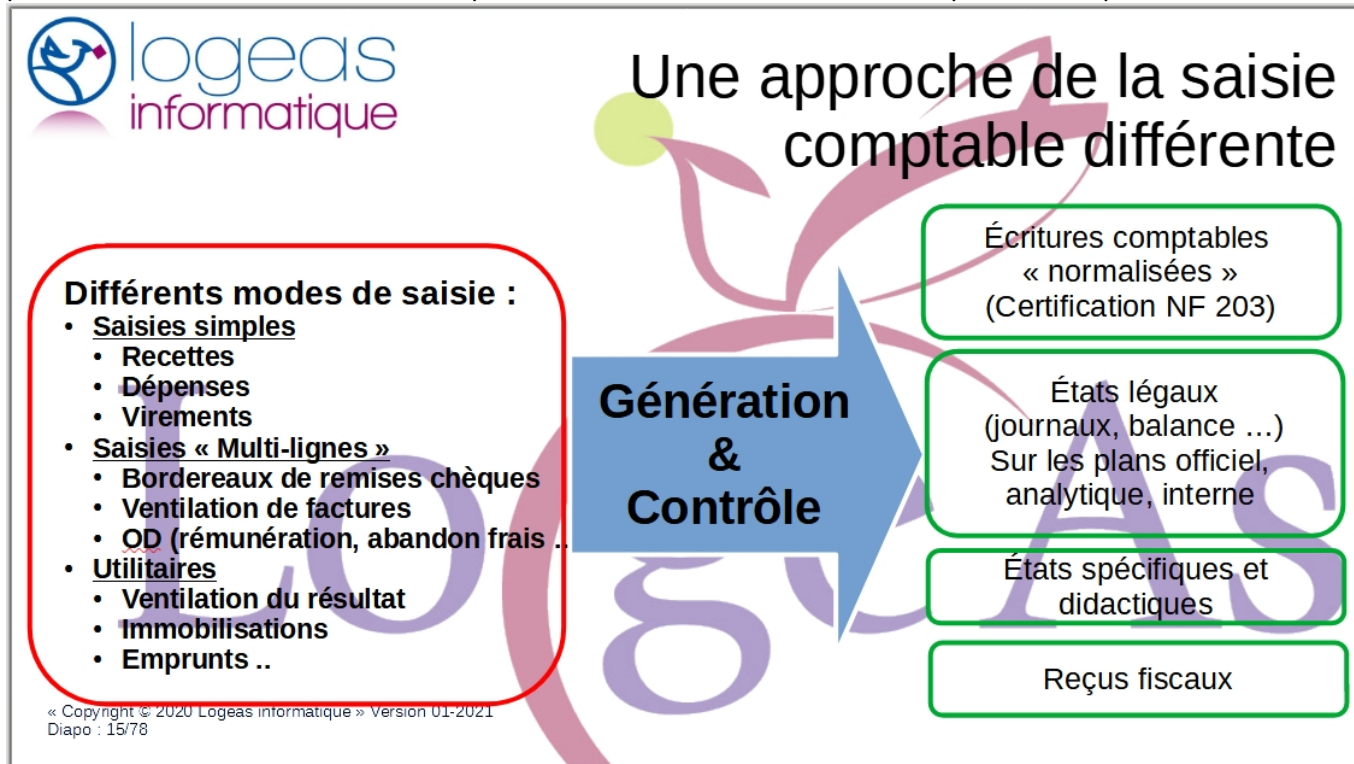 logeas
informatique
Une approche de la saisie
comptable différente
Différents modes de saisie :
• Saisies simples
• Recettes
• Dépenses
• Virements
• Saisies « Multi-lignes »
• Bordereaux de remises chèques
• Ventilation de factures
• OD (rémunération, abandon frais ..
• Utilitaires
• Ventilation du résultat
• Immobilisations
• Emprunts ..
Génération
&
Contrôle
Écritures comptables
« normalisées »
(Certification NF 203)
États légaux
(journaux, balance …)
Sur les plans officiel,
analytique, interne
États spécifiques et
didactiques
Reçus fiscaux
LogeAs
« Copyright © 2020 Logeas informatique » Version 01-2021
Diapo : 15/78